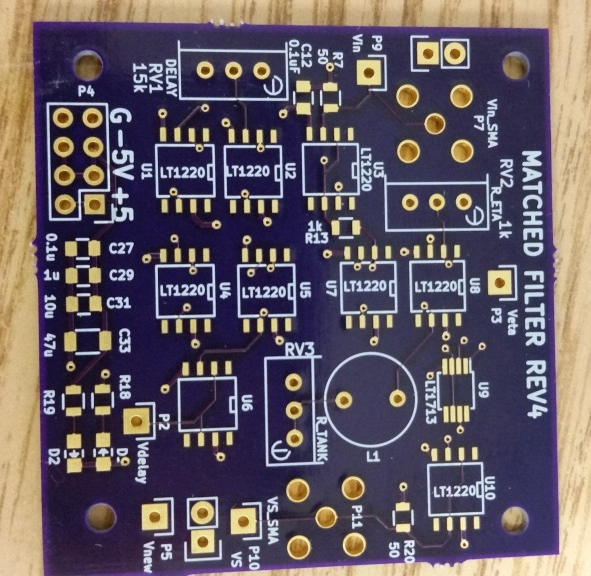 DELAY
RV1
15k
C12
0.1uF
R7
50
P9
Vin
Vin_SMA
P7
P4
G -5V +5
U1
LT1220
LT1220
U2
LT1220
U3
RV2
R_ETA
1k
MATCHED FILTER REV4
1k
R13
0.1u
C27
1u
C29
10u
C31
47u
C33
LT1220
U4
LT1220
U5
U7
LT1220
LT1220
U8
P3
Veta
RV3
R_TANK
L1
LT1713
U9
R19
R18
P2
Vdelay
U6
D2
LT1220
U10
P5
Vnew
VS
P10
VS_SMA
P11
R20
50